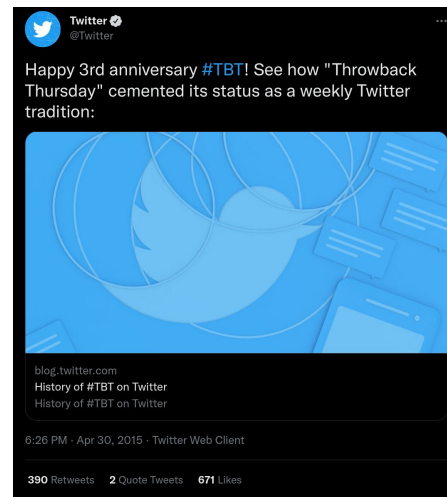 Twitter
@Twitter
Happy 3rd anniversary #TBT! See how "Throwback
Thursday" cemented its status as a weekly Twitter
tradition:
blog.twitter.com
History of #TBT on Twitter
History of #TBT on Twitter
6:26 PM · Apr 30, 2015 · Twitter Web Client
390 Retweets 2 Quote Tweets 671 Likes